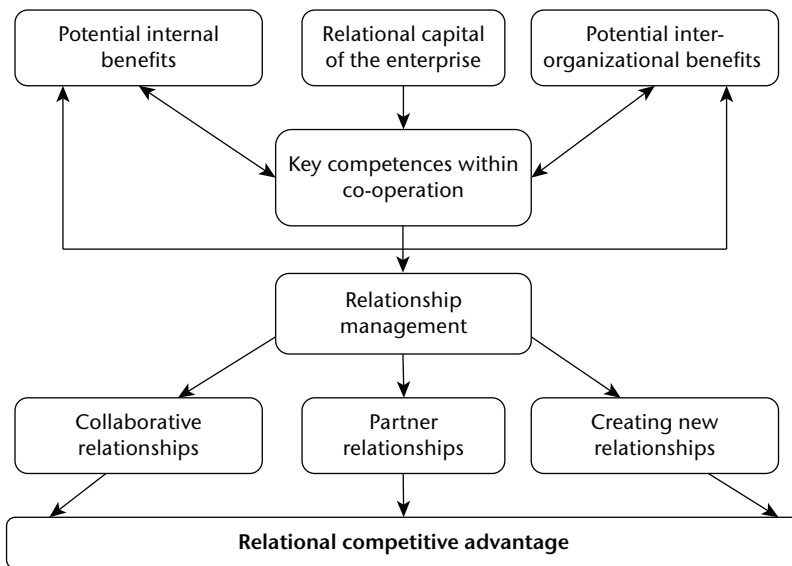 Potential internal
benefits
Relational capital
of the enterprise
Potential inter-
organizational benefits
Key competences within
co-operation
Relationship
management
Collaborative
relationships
Partner
relationships
Creating new
relationships
Relational competitive advantage